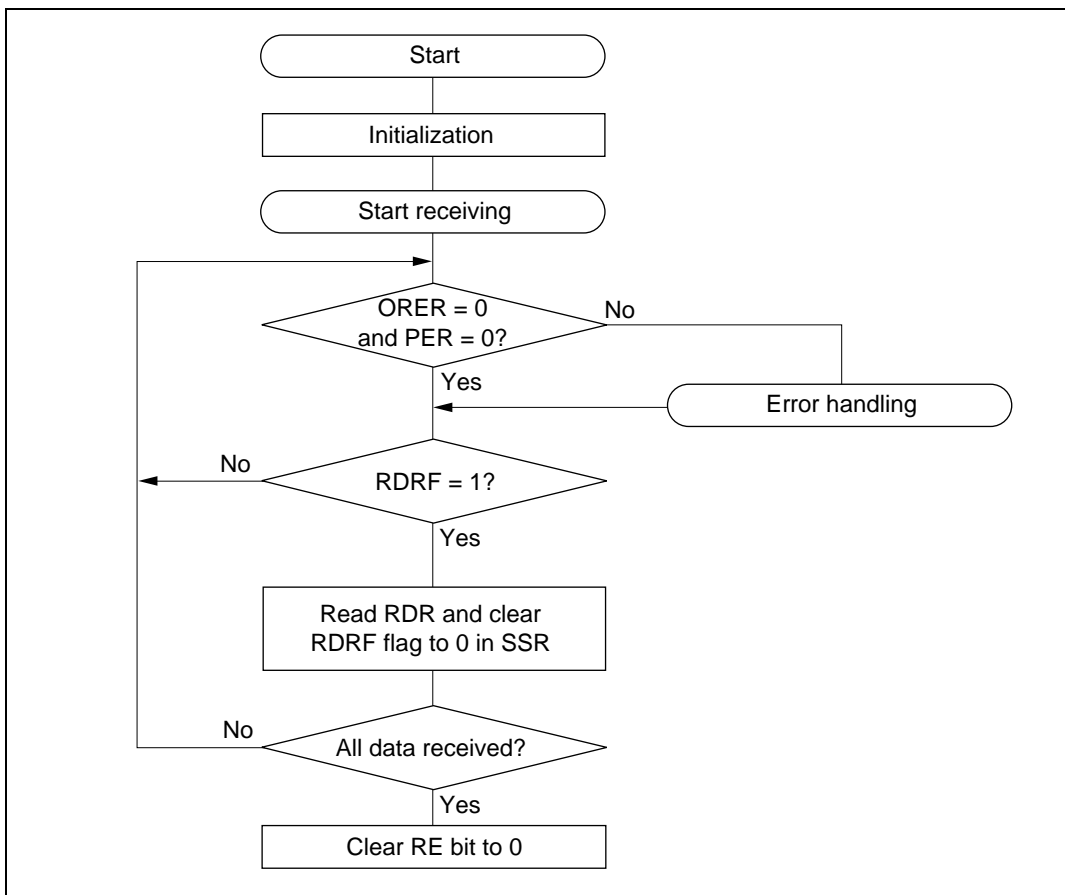 Start
Initialization
Start receiving
ORER = 0
and PER = 0?
No
Yes
Error handling
No
RDRF = 1?
Yes
Read RDR and clear
RDRF flag to 0 in SSR
No
All data received?
Yes
Clear RE bit to 0